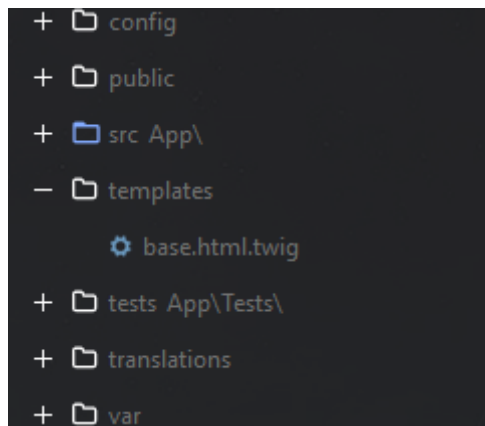 config
public
src App\
templates
base.html.twig
tests App\Tests\
translations
var